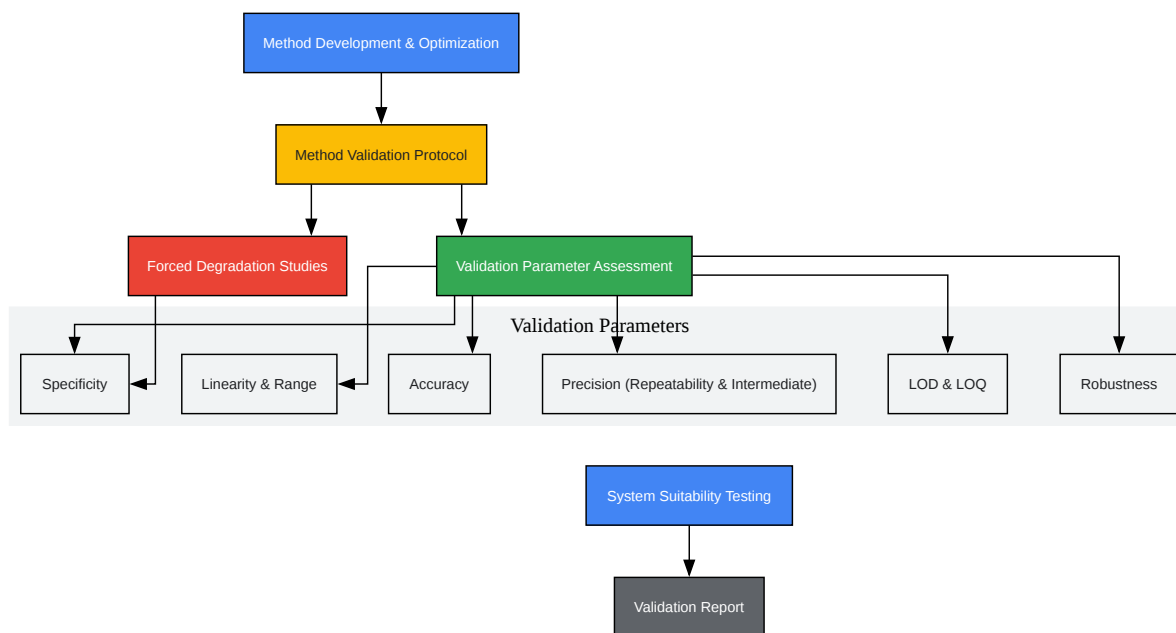 Method Development & Optimization
Method Validation Protocol
Forced Degradation Studies
Validation Parameter Assessment
Validation Parameters
Specificity
Linearity & Range
Accuracy
Precision (Repeatability & Intermediate)
LOD & LOQ
Robustness
System Suitability Testing
Validation Report